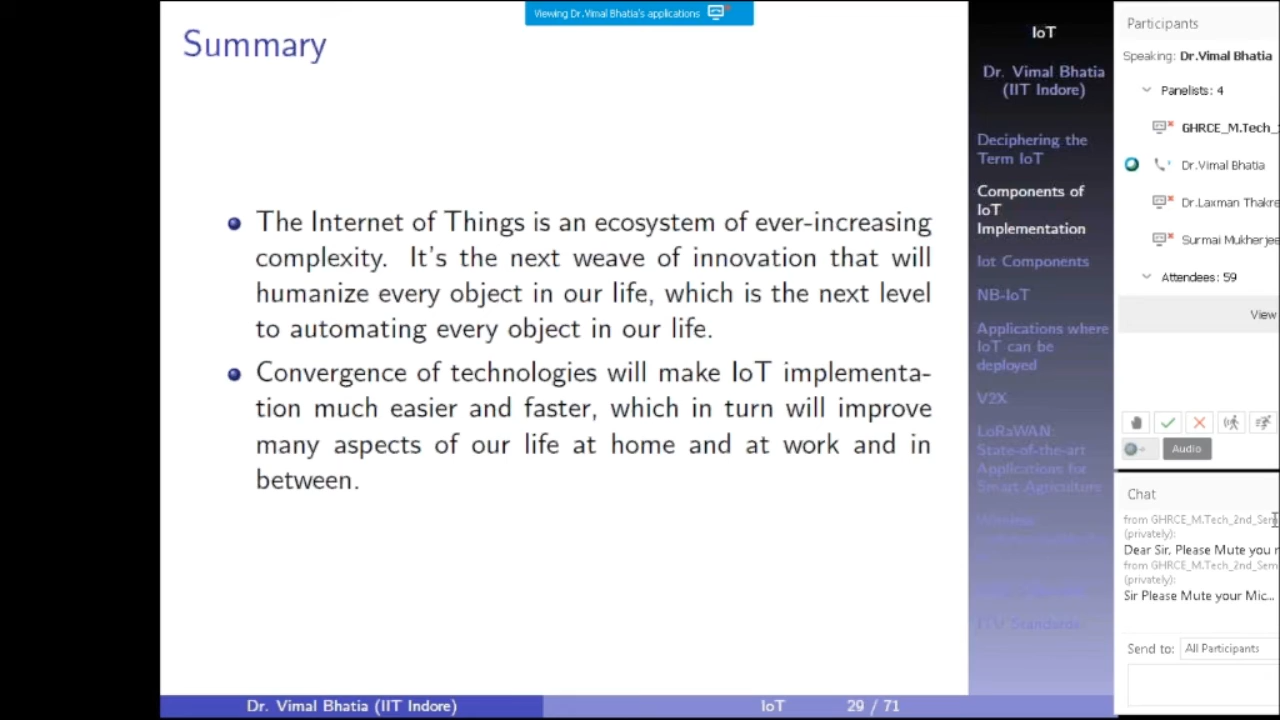 Viewing Dr.Vimal Bhatia's applications
Summary
The Internet of Things is an ecosystem of ever-increasing
complexity. It's the next weave of innovation that will
humanize every object in our life, which is the next level
to automating every object in our life.
Convergence of technologies will make IoT implementa-
tion much easier and faster, which in turn will improve
many aspects of our life at home and at work and in
between.
IoT
Dr. Vimal Bhatia
(IIT Indore)
Deciphering the
Term IoT
Components of
IoT
Implementation
Iot Components
NB-IoT
Applications where
IoT can be
deployed
V2X
LoRaWAN:
State-of-the-art
Applications for
Smart Agriculture
Wireless
ITU Standards
Dr. Vimal Bhatia (IIT Indore)
IoT
29 / 71
Participants
Speaking: Dr.Vimal Bhatia
Panelists: 4
GHRCE_M.Tech_
Dr.Vimal Bhatia
Dr.Laxman Thakre
Surmai Mukherjee
Attendees: 59
View
Audio
Chat
from GHRCE_M.Tech_2nd_Sem
(privately):
Dear Sir, Please Mute you
from GHRCE_M.Tech_2nd_Sem
(privately):
Sir Please Mute your Mic...
Send to: All Participants